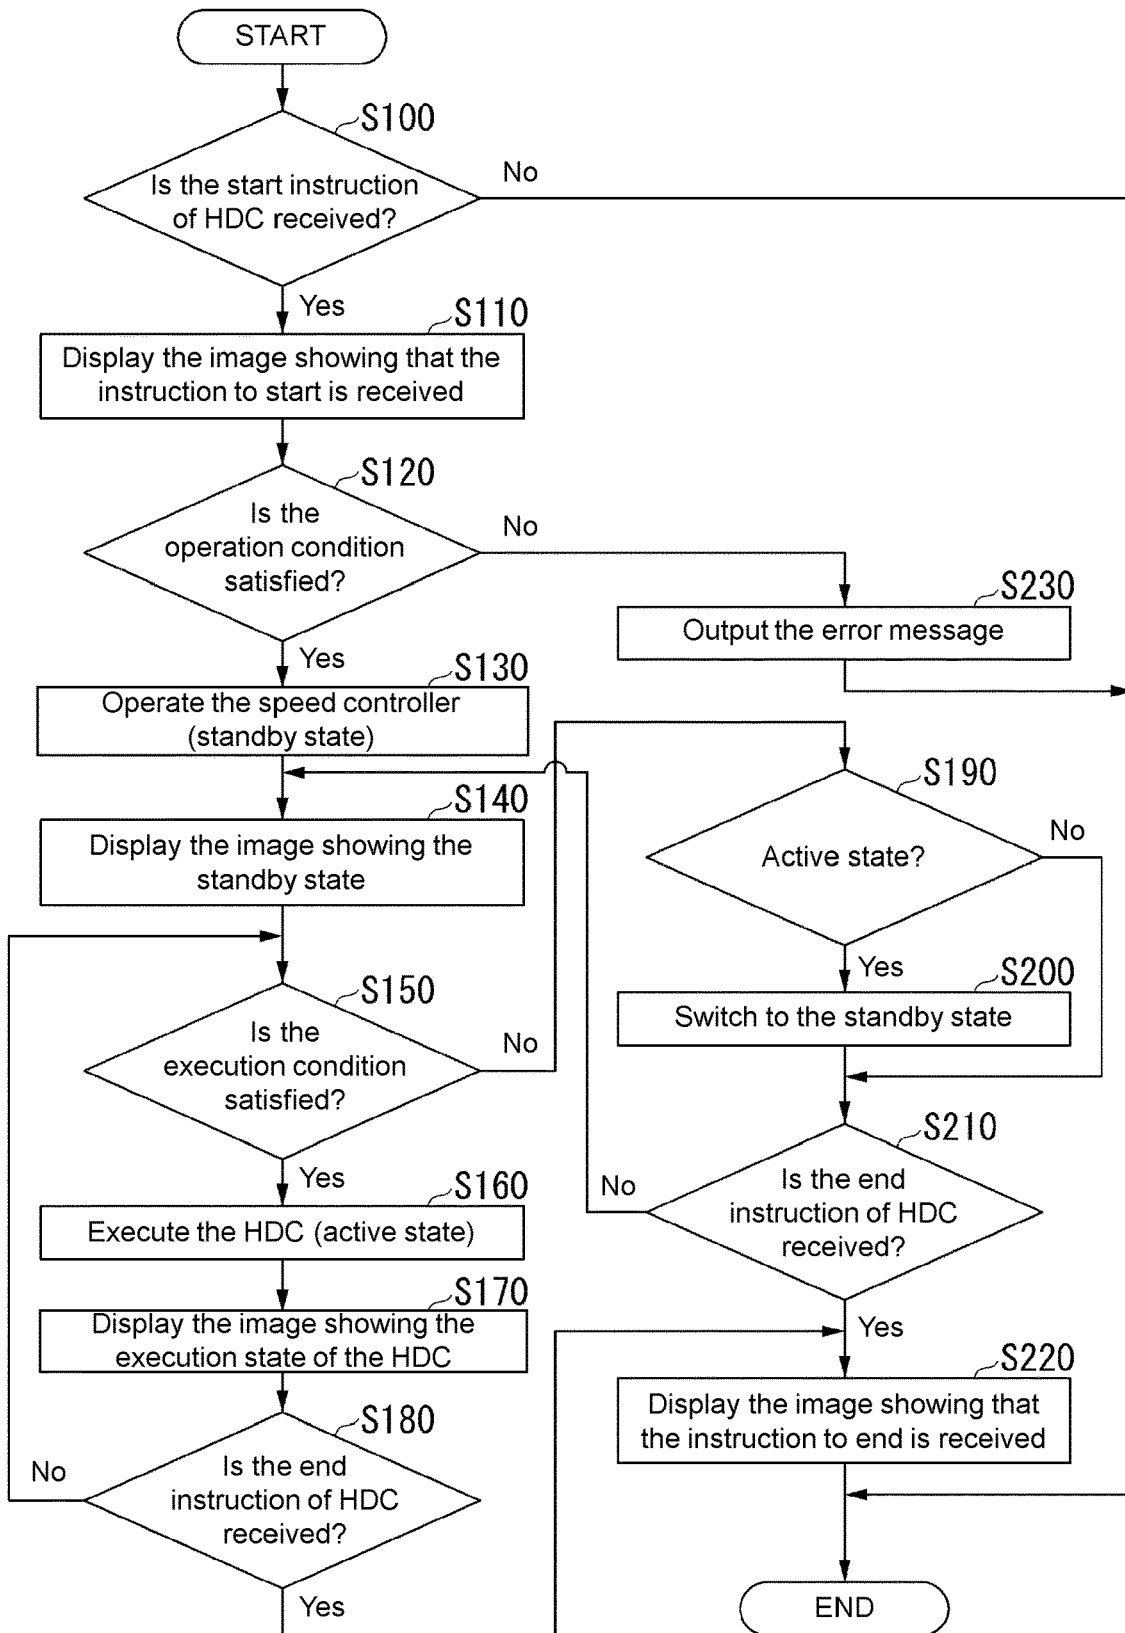 START
S100
Is the start instruction
of HDC received?
No
Yes
S110
Display the image showing that the
instruction to start is received
S120
Is the
operation condition
satisfied?
No
Yes
S230
Output the error message
S130
Operate the speed controller
(standby state)
S140
Display the image showing the
standby state
S150
Is the
execution condition
satisfied?
No
Yes
S160
Execute the HDC (active state)
S170
Display the image showing the
execution state of the HDC
S180
Is the end
instruction of HDC
received?
No
Yes
S190
Active state?
No
Yes
S200
Switch to the standby state
S210
Is the end
instruction of HDC
received?
No
Yes
S220
Display the image showing that
the instruction to end is received
END